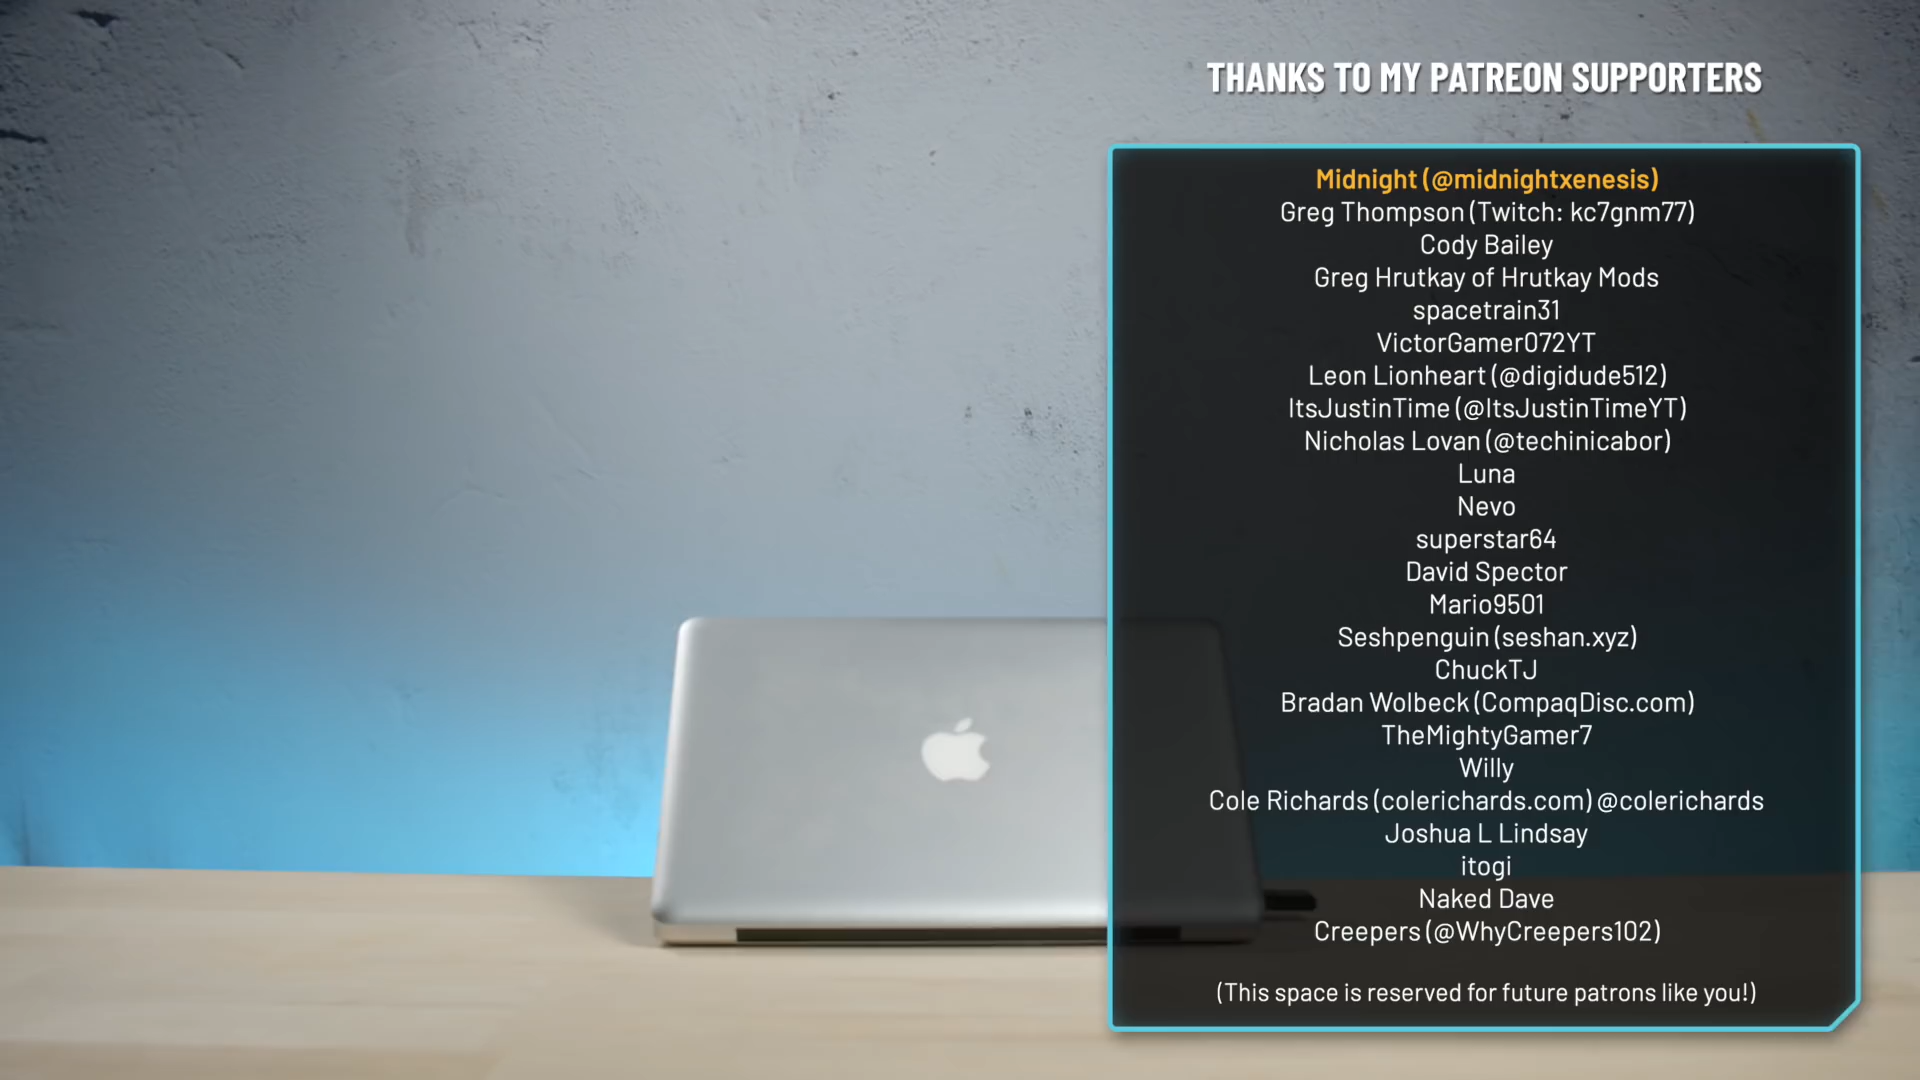 THANKS TO MY PATREON SUPPORTERS
Midnight (@midnightxenesis)
Greg Thompson (Twitch: kc7gnm77)
Cody Bailey
Greg Hrutkay of Hrutkay Mods
spacetrain31
VictorGamer072YT
Leon Lionheart (@digidude512)
ItsJustinTime (@ItsJustinTimeYT)
Nicholas Lovan (@techinicabor)
Luna
Nevo
superstar64
David Spector
Mario9501
Seshpenguin (seshan.xyz)
ChuckTJ
Bradan Wolbeck (CompaqDisc.com)
TheMightyGamer7
Willy
Cole Richards (colerichards.com) @colerichards
Joshua L Lindsay
itogi
Naked Dave
Creepers (@WhyCreepers102)
(This space is reserved for future patrons like you!)